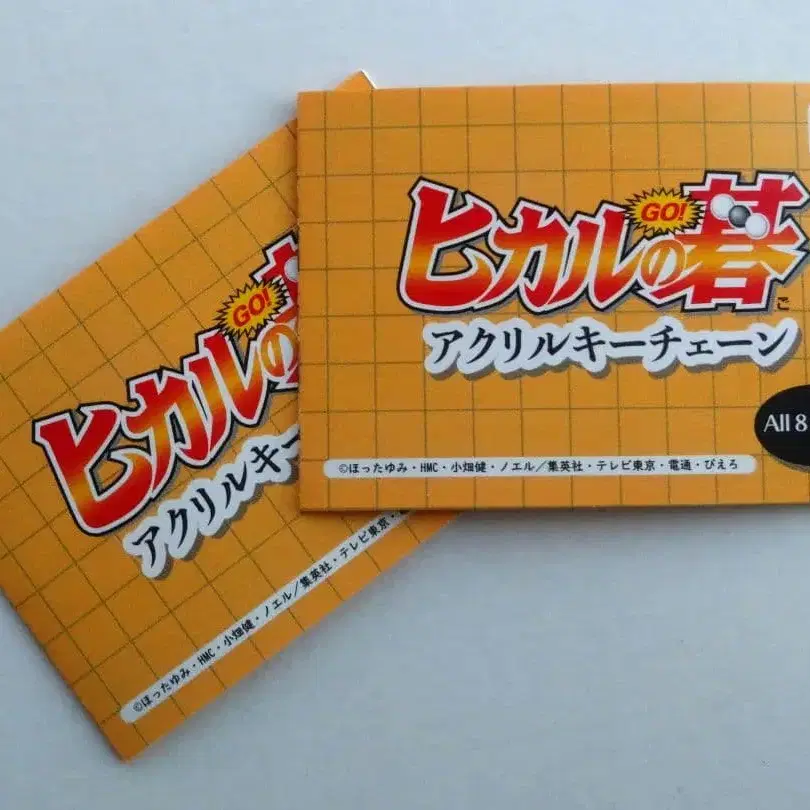 GO!
ヒカルの碁
ご
アクリルキーチェーン
All 8
©ほったゆみ・HMC・小畑健・ノエル／集英社・テレビ東京・電通・ぴえろ
GO!
ヒカルの
アクリルキー
©ほったゆみ・HMC・小畑健・ノエル／集英社・テレビ東京・